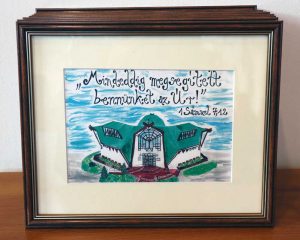 „Mindeddig megsegített
bennünket az Úr!"
1 Sámuel 7:12